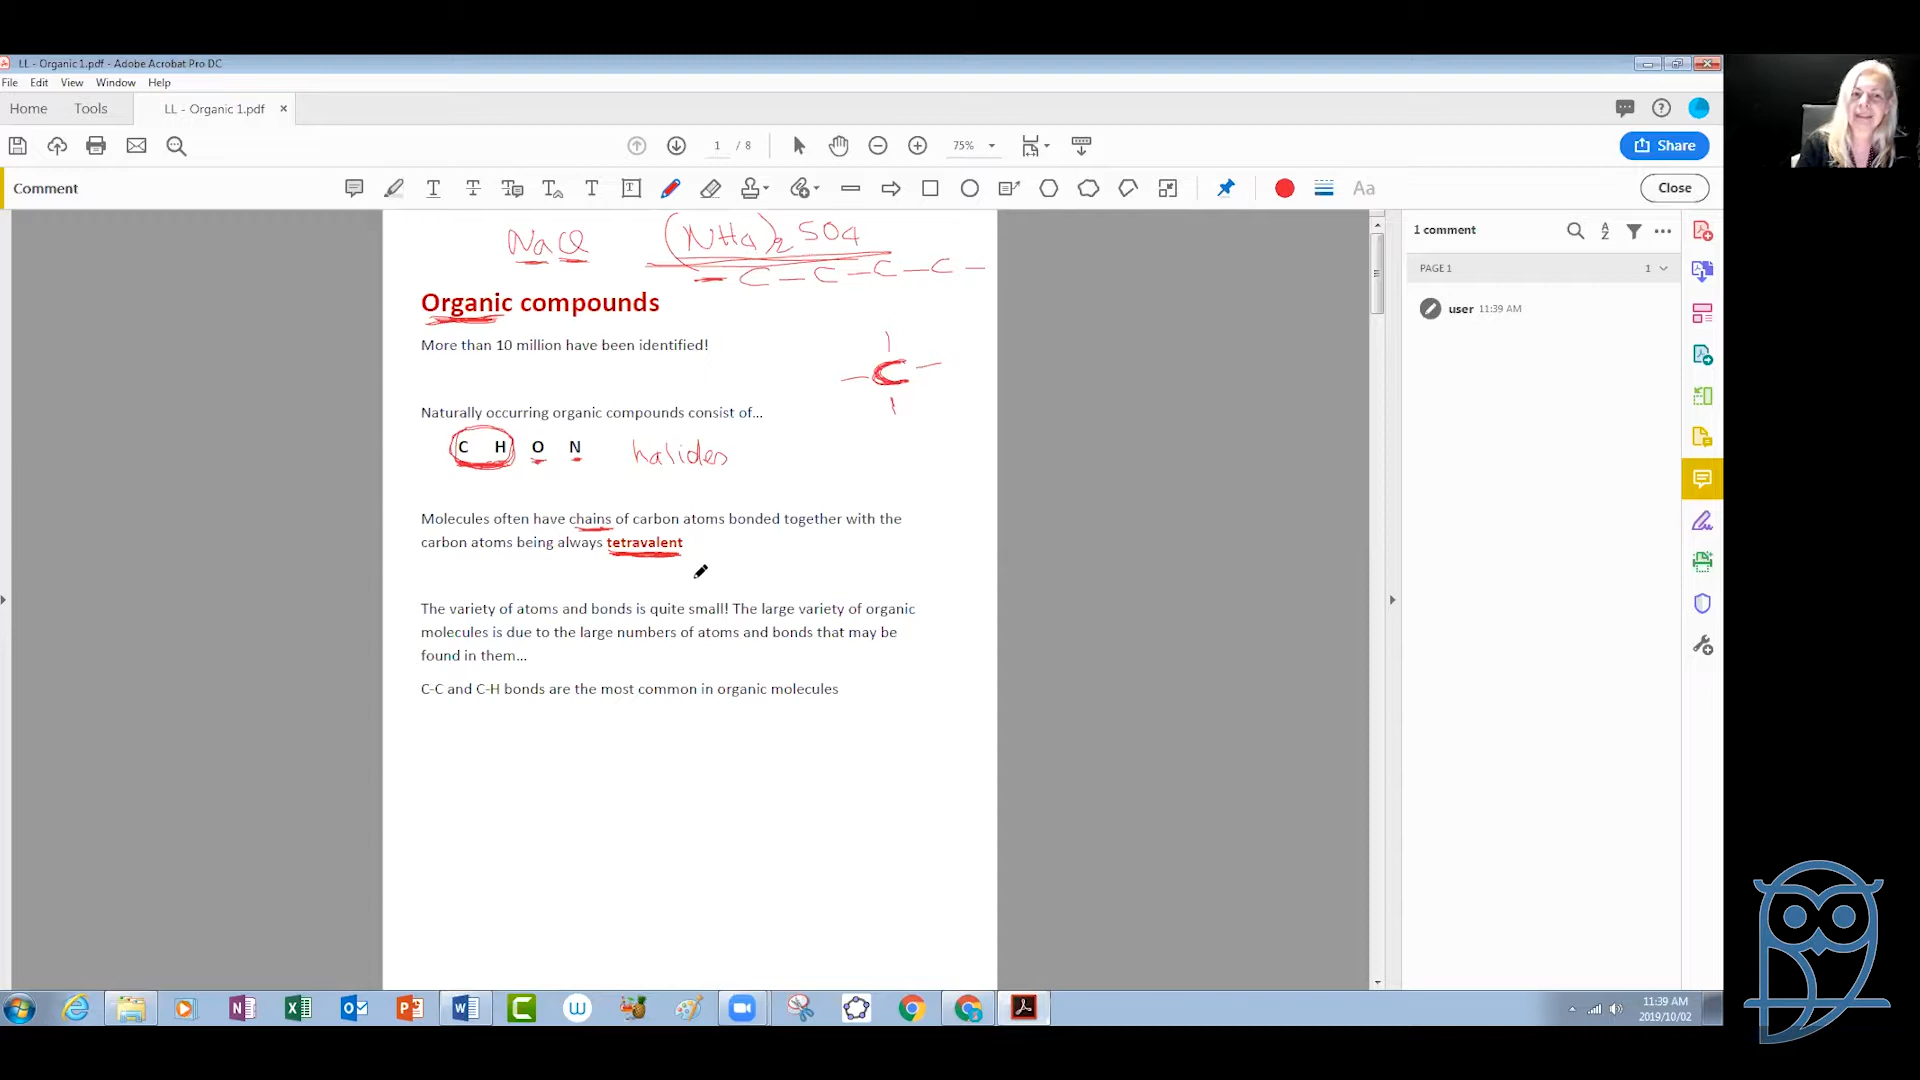 LL - Organic 1.pdf - Adobe Acrobat Pro DC
File Edit View Window Help
Home Tools LL - Organic 1.pdf ×
1 / 8 75% Share
Comment Aa Close
NaCl (NH4)2 SO4
— C — C — C — C —
Organic compounds
More than 10 million have been identified!
C
Naturally occurring organic compounds consist of...
C H O N halides
Molecules often have chains of carbon atoms bonded together with the
carbon atoms being always tetravalent
The variety of atoms and bonds is quite small! The large variety of organic
molecules is due to the large numbers of atoms and bonds that may be
found in them...
C-C and C-H bonds are the most common in organic molecules
1 comment
PAGE 1 1
user 11:39 AM
11:39 AM
2019/10/02